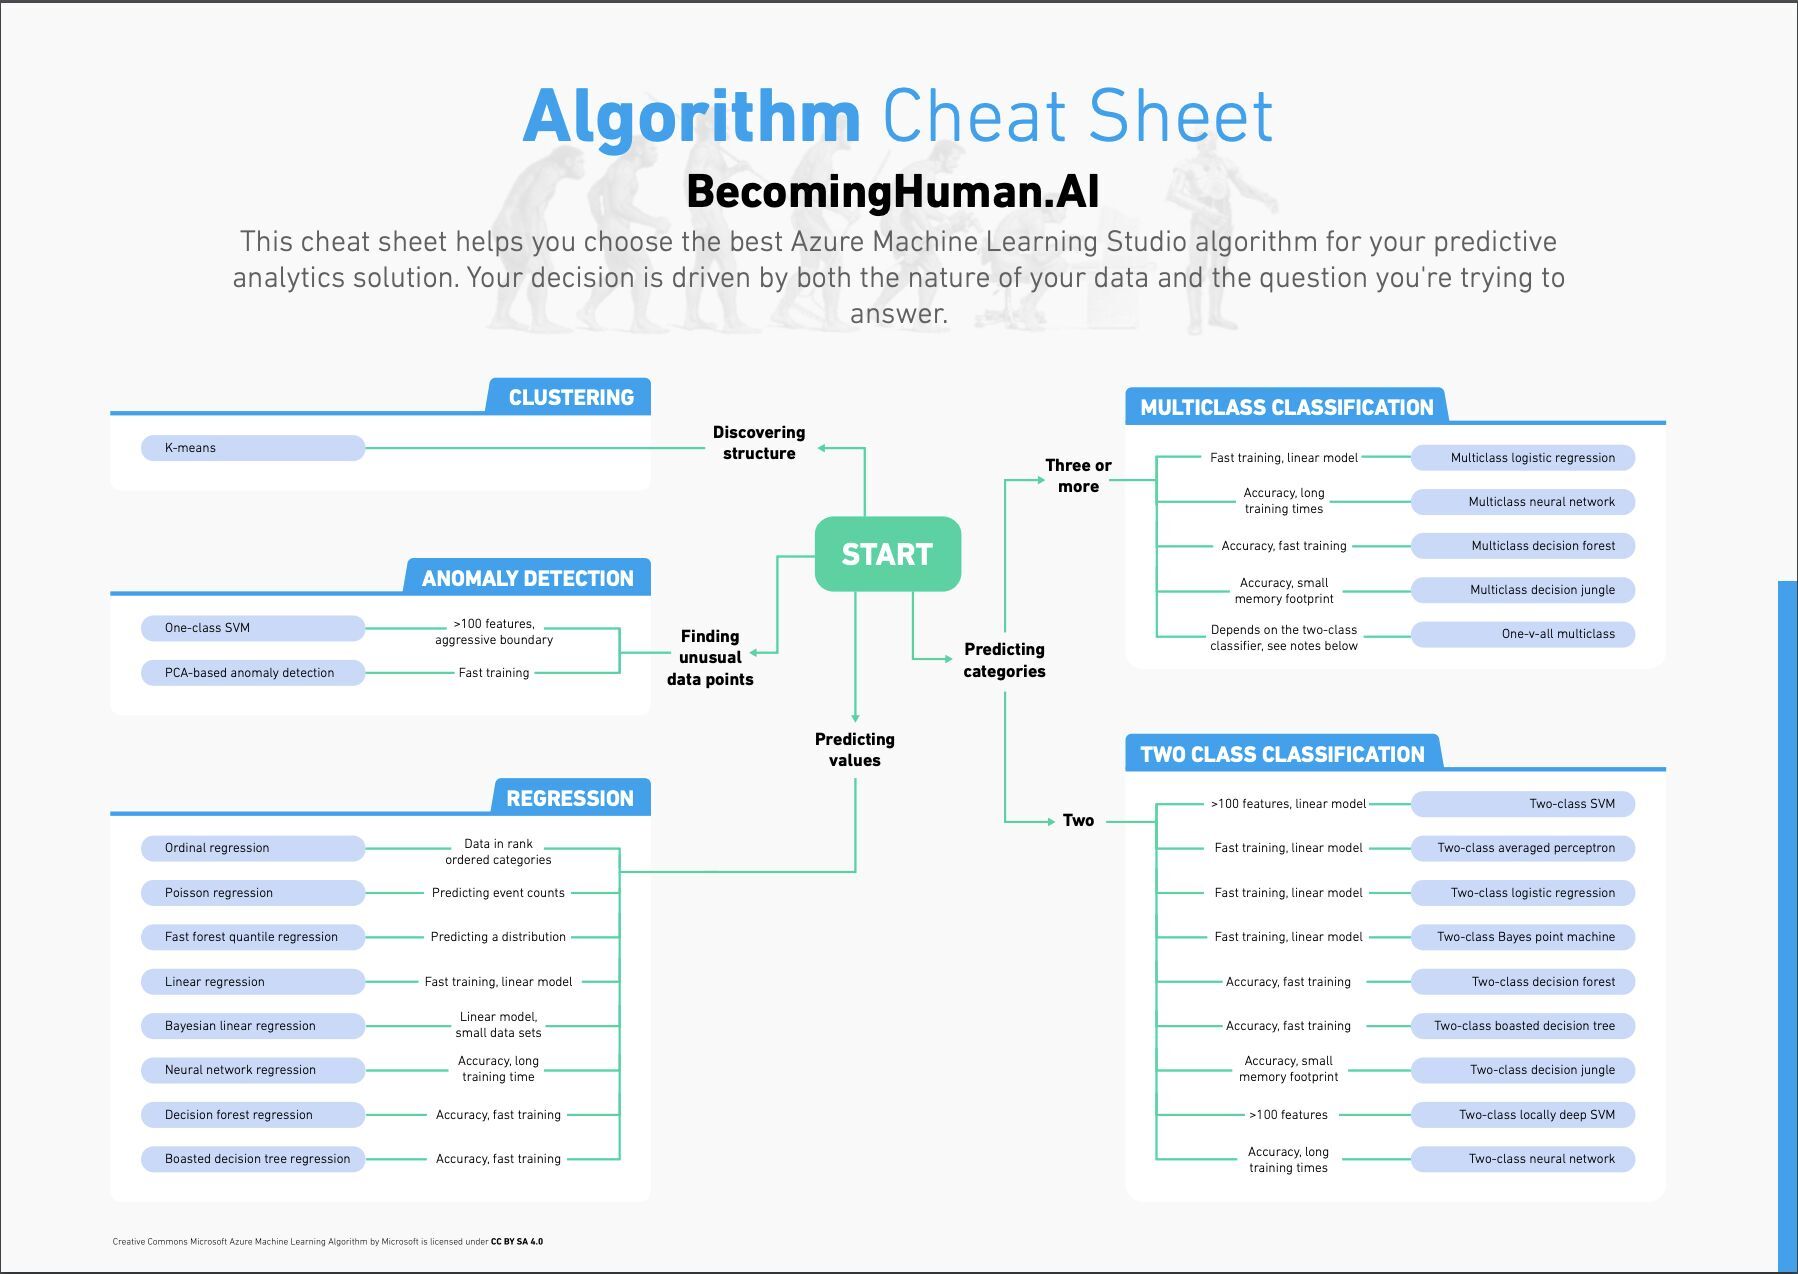 Algorithm Cheat Sheet
BecomingHuman.AI
This cheat sheet helps you choose the best Azure Machine Learning Studio algorithm for your predictive
analytics solution. Your decision is driven by both the nature of your data and the question you're trying to
answer.
CLUSTERING
K-means
Discovering
structure
START
ANOMALY DETECTION
One-class SVM
>100 features,
aggressive boundary
PCA-based anomaly detection
Fast training
Finding
unusual
data points
Predicting
values
REGRESSION
Ordinal regression
Data in rank
ordered categories
Poisson regression
Predicting event counts
Fast forest quantile regression
Predicting a distribution
Linear regression
Fast training, linear model
Bayesian linear regression
Linear model,
small data sets
Neural network regression
Accuracy, long
training time
Decision forest regression
Accuracy, fast training
Boasted decision tree regression
Accuracy, fast training
Predicting
categories
Three or
more
MULTICLASS CLASSIFICATION
Fast training, linear model
Multiclass logistic regression
Accuracy, long
training times
Multiclass neural network
Accuracy, fast training
Multiclass decision forest
Accuracy, small
memory footprint
Multiclass decision jungle
Depends on the two-class
classifier, see notes below
One-v-all multiclass
Two
TWO CLASS CLASSIFICATION
>100 features, linear model
Two-class SVM
Fast training, linear model
Two-class averaged perceptron
Fast training, linear model
Two-class logistic regression
Fast training, linear model
Two-class Bayes point machine
Accuracy, fast training
Two-class decision forest
Accuracy, fast training
Two-class boasted decision tree
Accuracy, small
memory footprint
Two-class decision jungle
>100 features
Two-class locally deep SVM
Accuracy, long
training times
Two-class neural network
Creative Commons Microsoft Azure Machine Learning Algorithm by Microsoft is licensed under CC BY SA 4.0